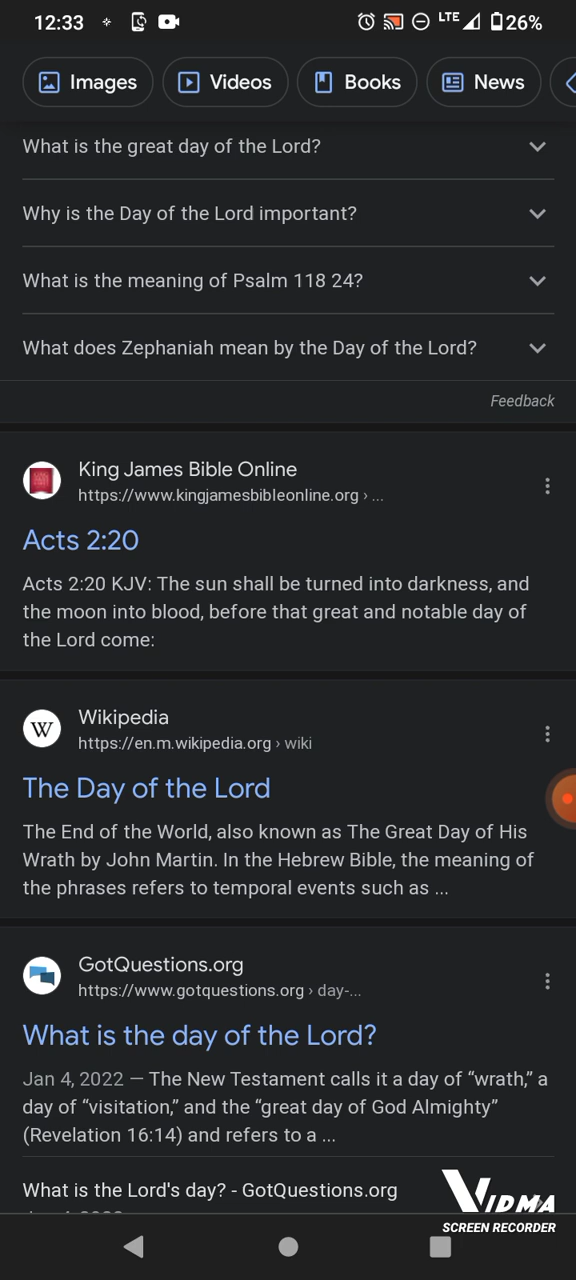 12:33
LTE
26%
Images
Videos
Books
News
What is the great day of the Lord?
Why is the Day of the Lord important?
What is the meaning of Psalm 118 24?
What does Zephaniah mean by the Day of the Lord?
Feedback
King James Bible Online
https://www.kingjamesbibleonline.org › ...
Acts 2:20
Acts 2:20 KJV: The sun shall be turned into darkness, and
the moon into blood, before that great and notable day of
the Lord come:
W
Wikipedia
https://en.m.wikipedia.org › wiki
The Day of the Lord
The End of the World, also known as The Great Day of His
Wrath by John Martin. In the Hebrew Bible, the meaning of
the phrases refers to temporal events such as ...
GotQuestions.org
https://www.gotquestions.org › day-...
What is the day of the Lord?
Jan 4, 2022 — The New Testament calls it a day of “wrath,” a
day of “visitation,” and the “great day of God Almighty”
(Revelation 16:14) and refers to a ...
What is the Lord's day? - GotQuestions.org
VIDMA
SCREEN RECORDER